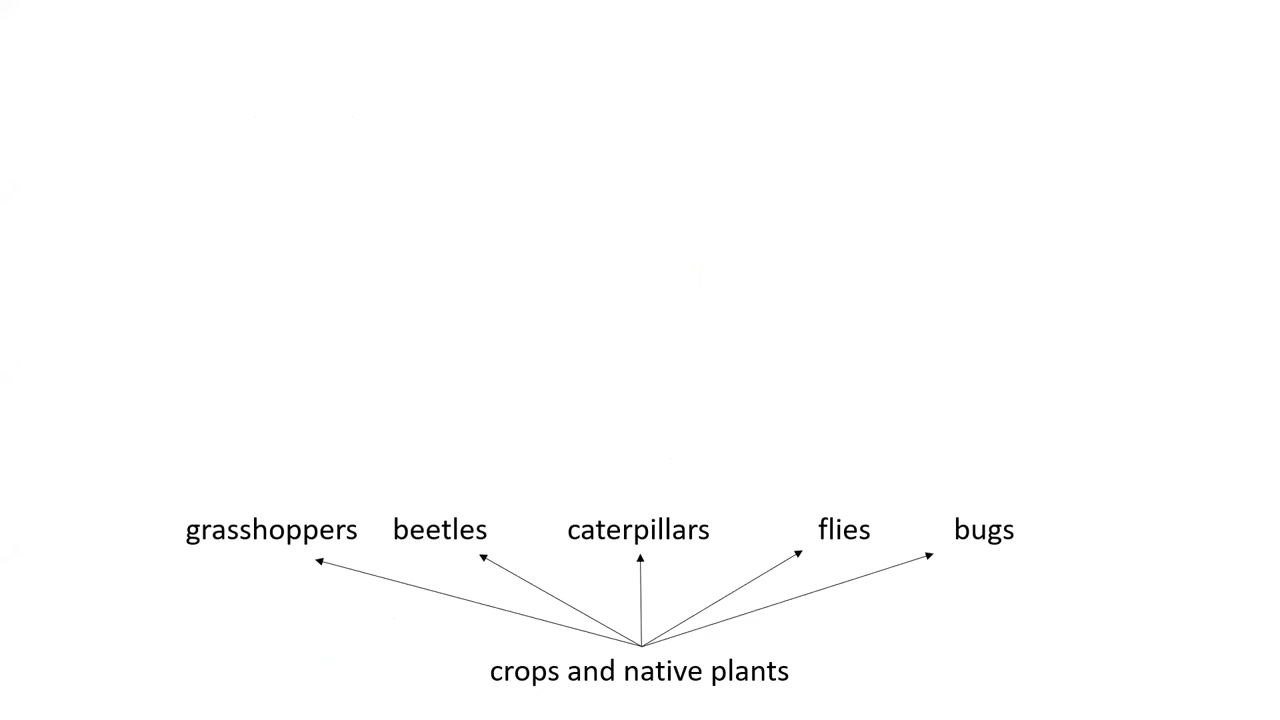 grasshoppers beetles caterpillars flies bugs
crops and native plants